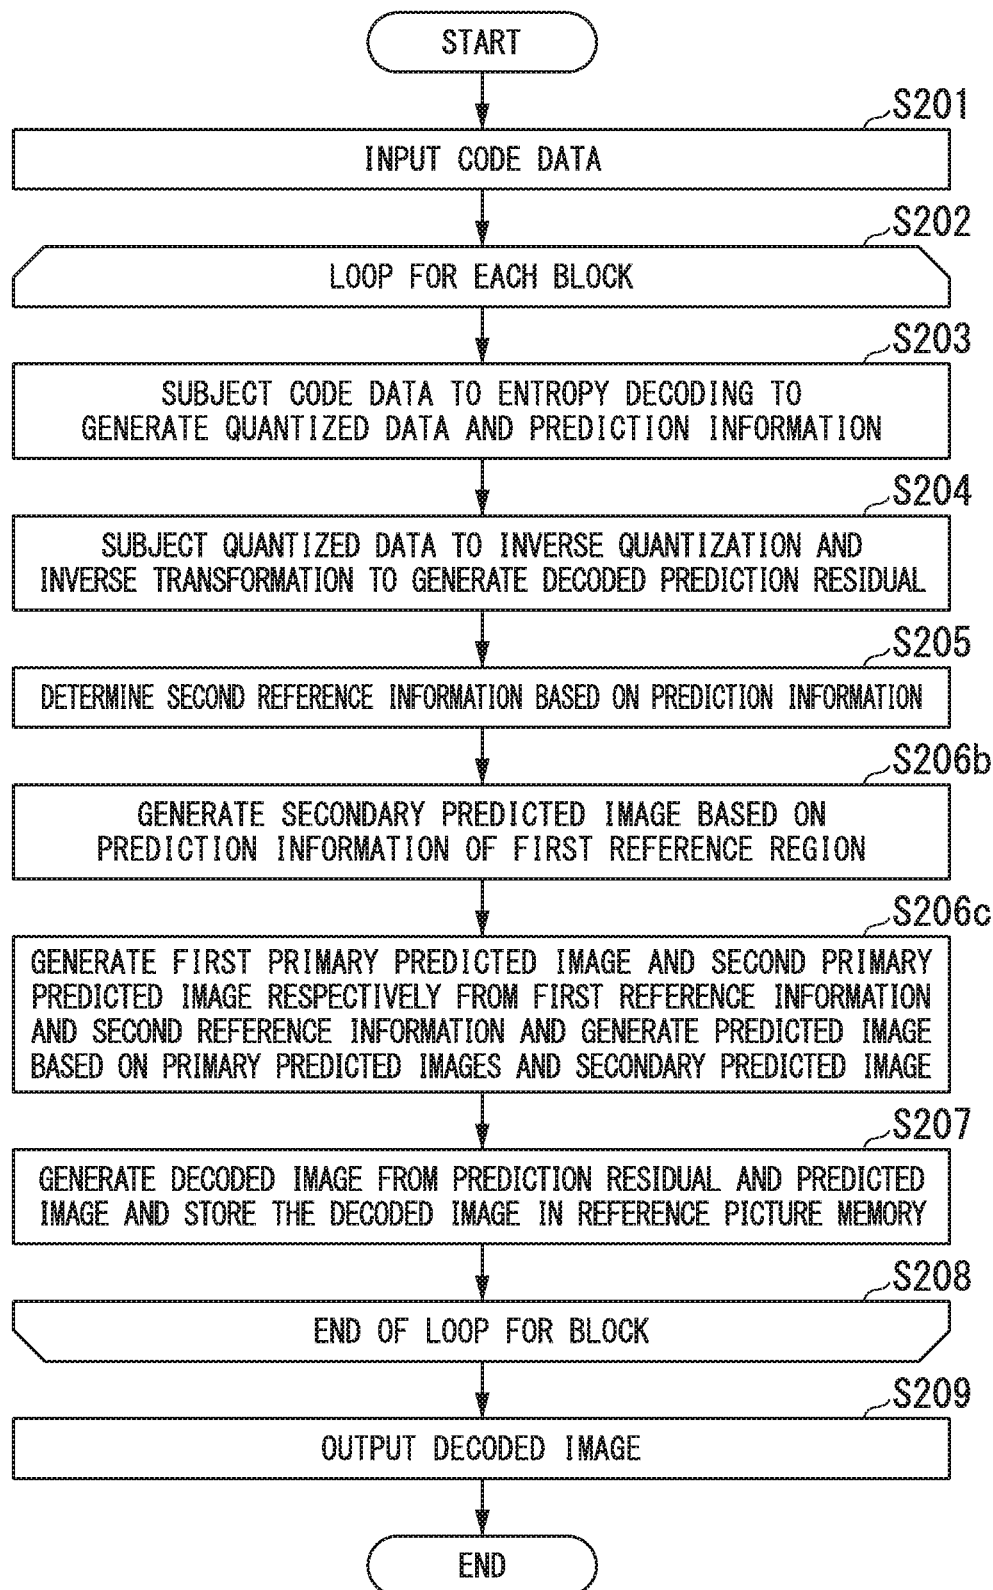 START
S201
INPUT CODE DATA
S202
LOOP FOR EACH BLOCK
S203
SUBJECT CODE DATA TO ENTROPY DECODING TO
GENERATE QUANTIZED DATA AND PREDICTION INFORMATION
S204
SUBJECT QUANTIZED DATA TO INVERSE QUANTIZATION AND
INVERSE TRANSFORMATION TO GENERATE DECODED PREDICTION RESIDUAL
S205
DETERMINE SECOND REFERENCE INFORMATION BASED ON PREDICTION INFORMATION
S206b
GENERATE SECONDARY PREDICTED IMAGE BASED ON
PREDICTION INFORMATION OF FIRST REFERENCE REGION
S206c
GENERATE FIRST PRIMARY PREDICTED IMAGE AND SECOND PRIMARY
PREDICTED IMAGE RESPECTIVELY FROM FIRST REFERENCE INFORMATION
AND SECOND REFERENCE INFORMATION AND GENERATE PREDICTED IMAGE
BASED ON PRIMARY PREDICTED IMAGES AND SECONDARY PREDICTED IMAGE
S207
GENERATE DECODED IMAGE FROM PREDICTION RESIDUAL AND PREDICTED
IMAGE AND STORE THE DECODED IMAGE IN REFERENCE PICTURE MEMORY
S208
END OF LOOP FOR BLOCK
S209
OUTPUT DECODED IMAGE
END